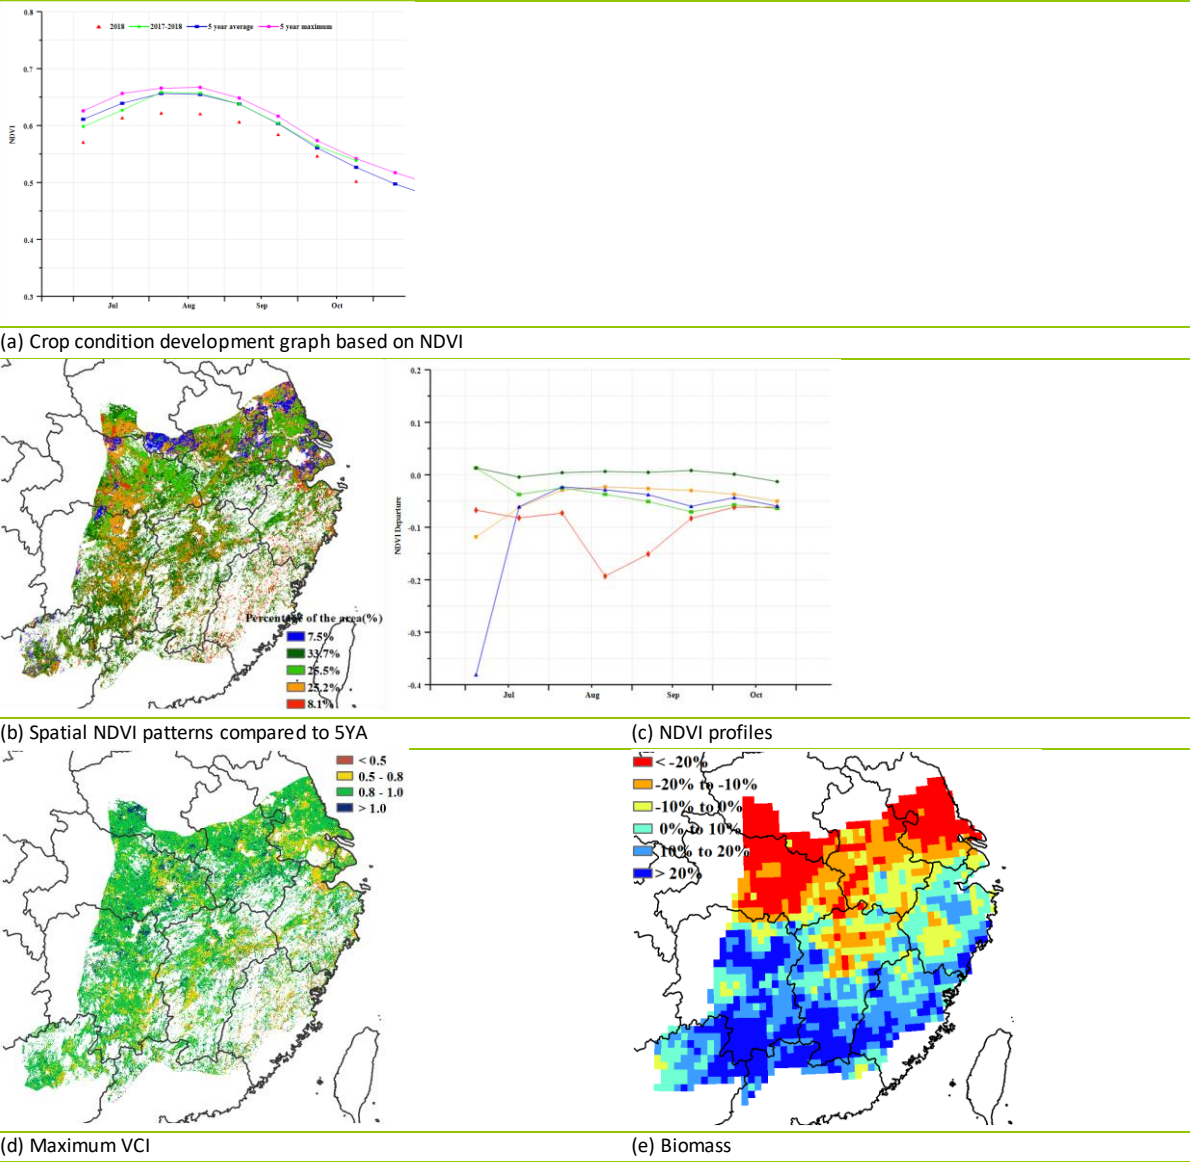 0.8
2018 2017-2018 5 year average 5 year maximum
0.7
0.6
NDVI
0.5
0.4
0.3
Jul Aug Sep Oct
(a) Crop condition development graph based on NDVI
Percentage of the area(%)
7.5%
33.7%
25.5%
25.2%
8.1%
0.2
0.1
0.0
NDVI Departure
-0.1
-0.2
-0.3
-0.4
Jul Aug Sep Oct
(b) Spatial NDVI patterns compared to 5YA (c) NDVI profiles
< 0.5
0.5 - 0.8
0.8 - 1.0
> 1.0
< -20%
-20% to -10%
-10% to 0%
0% to 10%
10% to 20%
> 20%
(d) Maximum VCI (e) Biomass